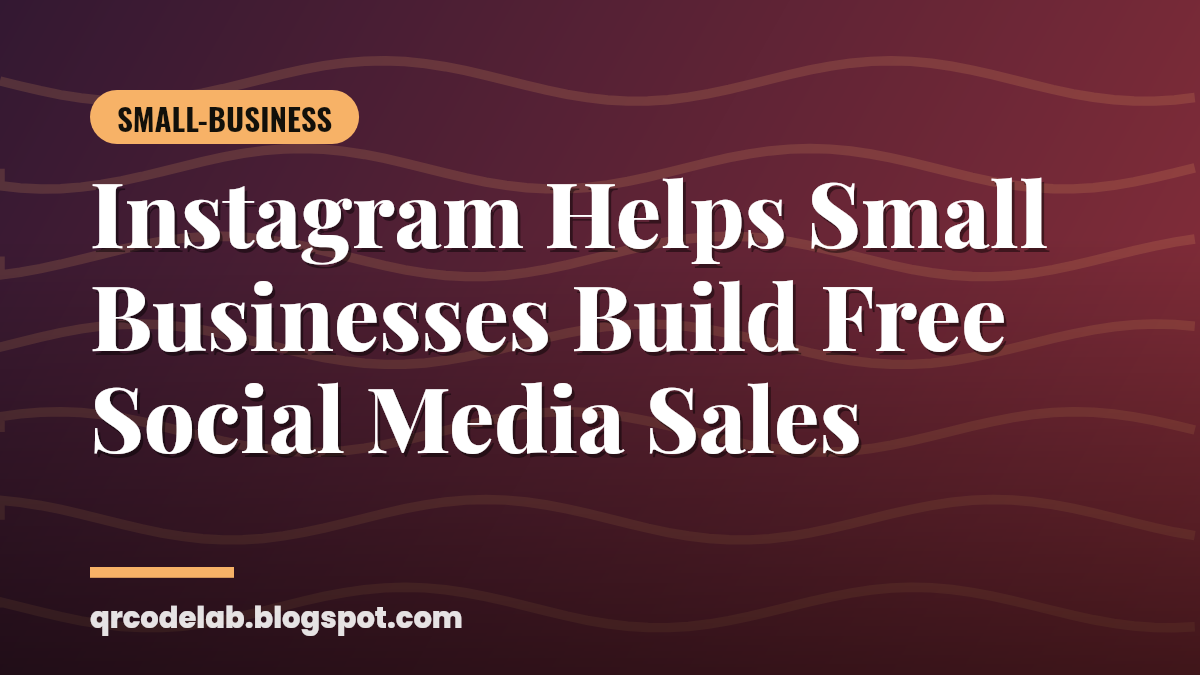 SMALL-BUSINESS
Instagram Helps Small
Businesses Build Free
Social Media Sales
qrcodelab.blogspot.com